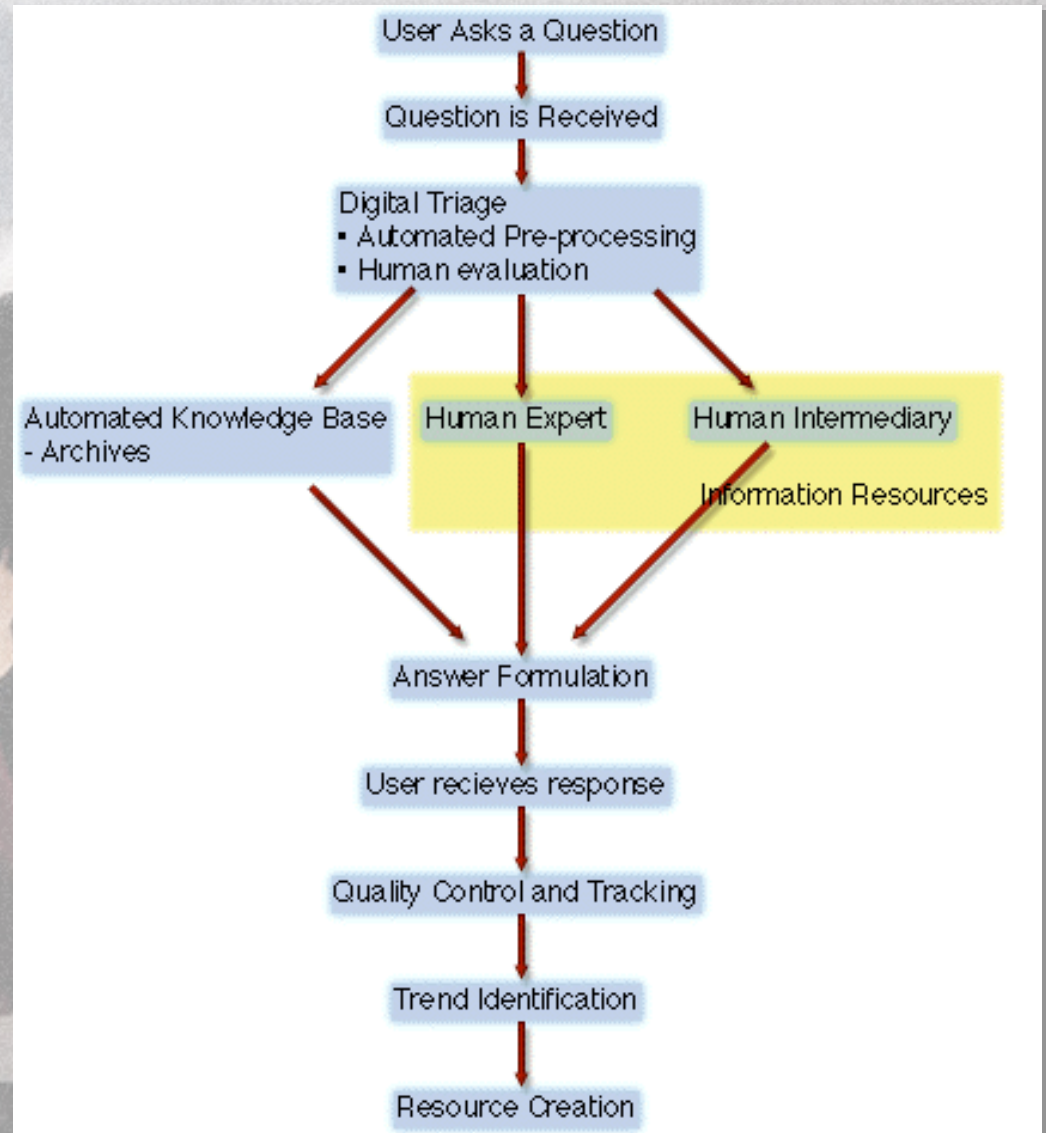 User Asks a Question
Question is Received
Digital Triage
▪ Automated Pre-processing
▪ Human evaluation
Automated Knowledge Base
- Archives
Human Expert
Human Intermediary
Information Resources
Answer Formulation
User recieves response
Quality Control and Tracking
Trend Identification
Resource Creation